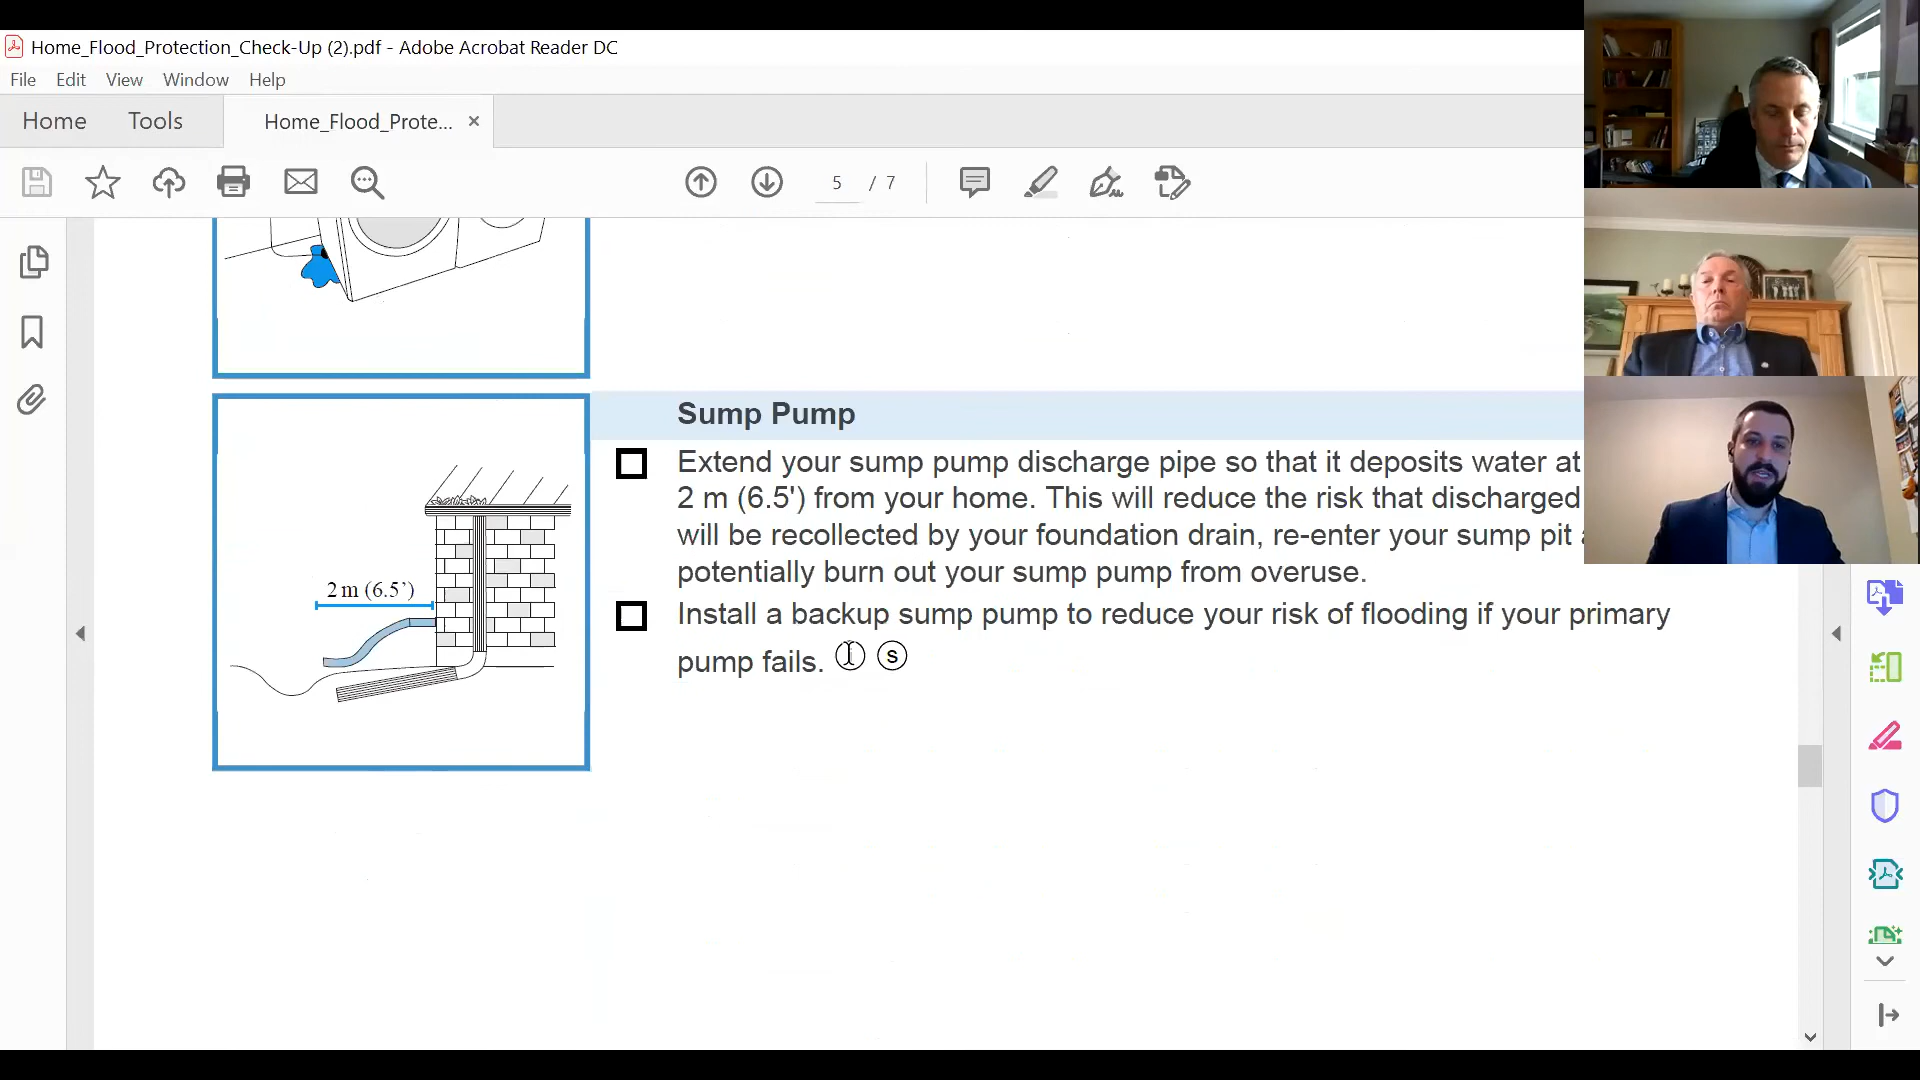 Home_Flood_Protection_Check-Up (2).pdf - Adobe Acrobat Reader DC
File Edit View Window Help
Home Tools Home_Flood_Prote... ×
5 / 7
Sump Pump
Extend your sump pump discharge pipe so that it deposits water at
2 m (6.5') from your home. This will reduce the risk that discharged
will be recollected by your foundation drain, re-enter your sump pit
potentially burn out your sump pump from overuse.
Install a backup sump pump to reduce your risk of flooding if your primary
pump fails. S
2 m (6.5’)